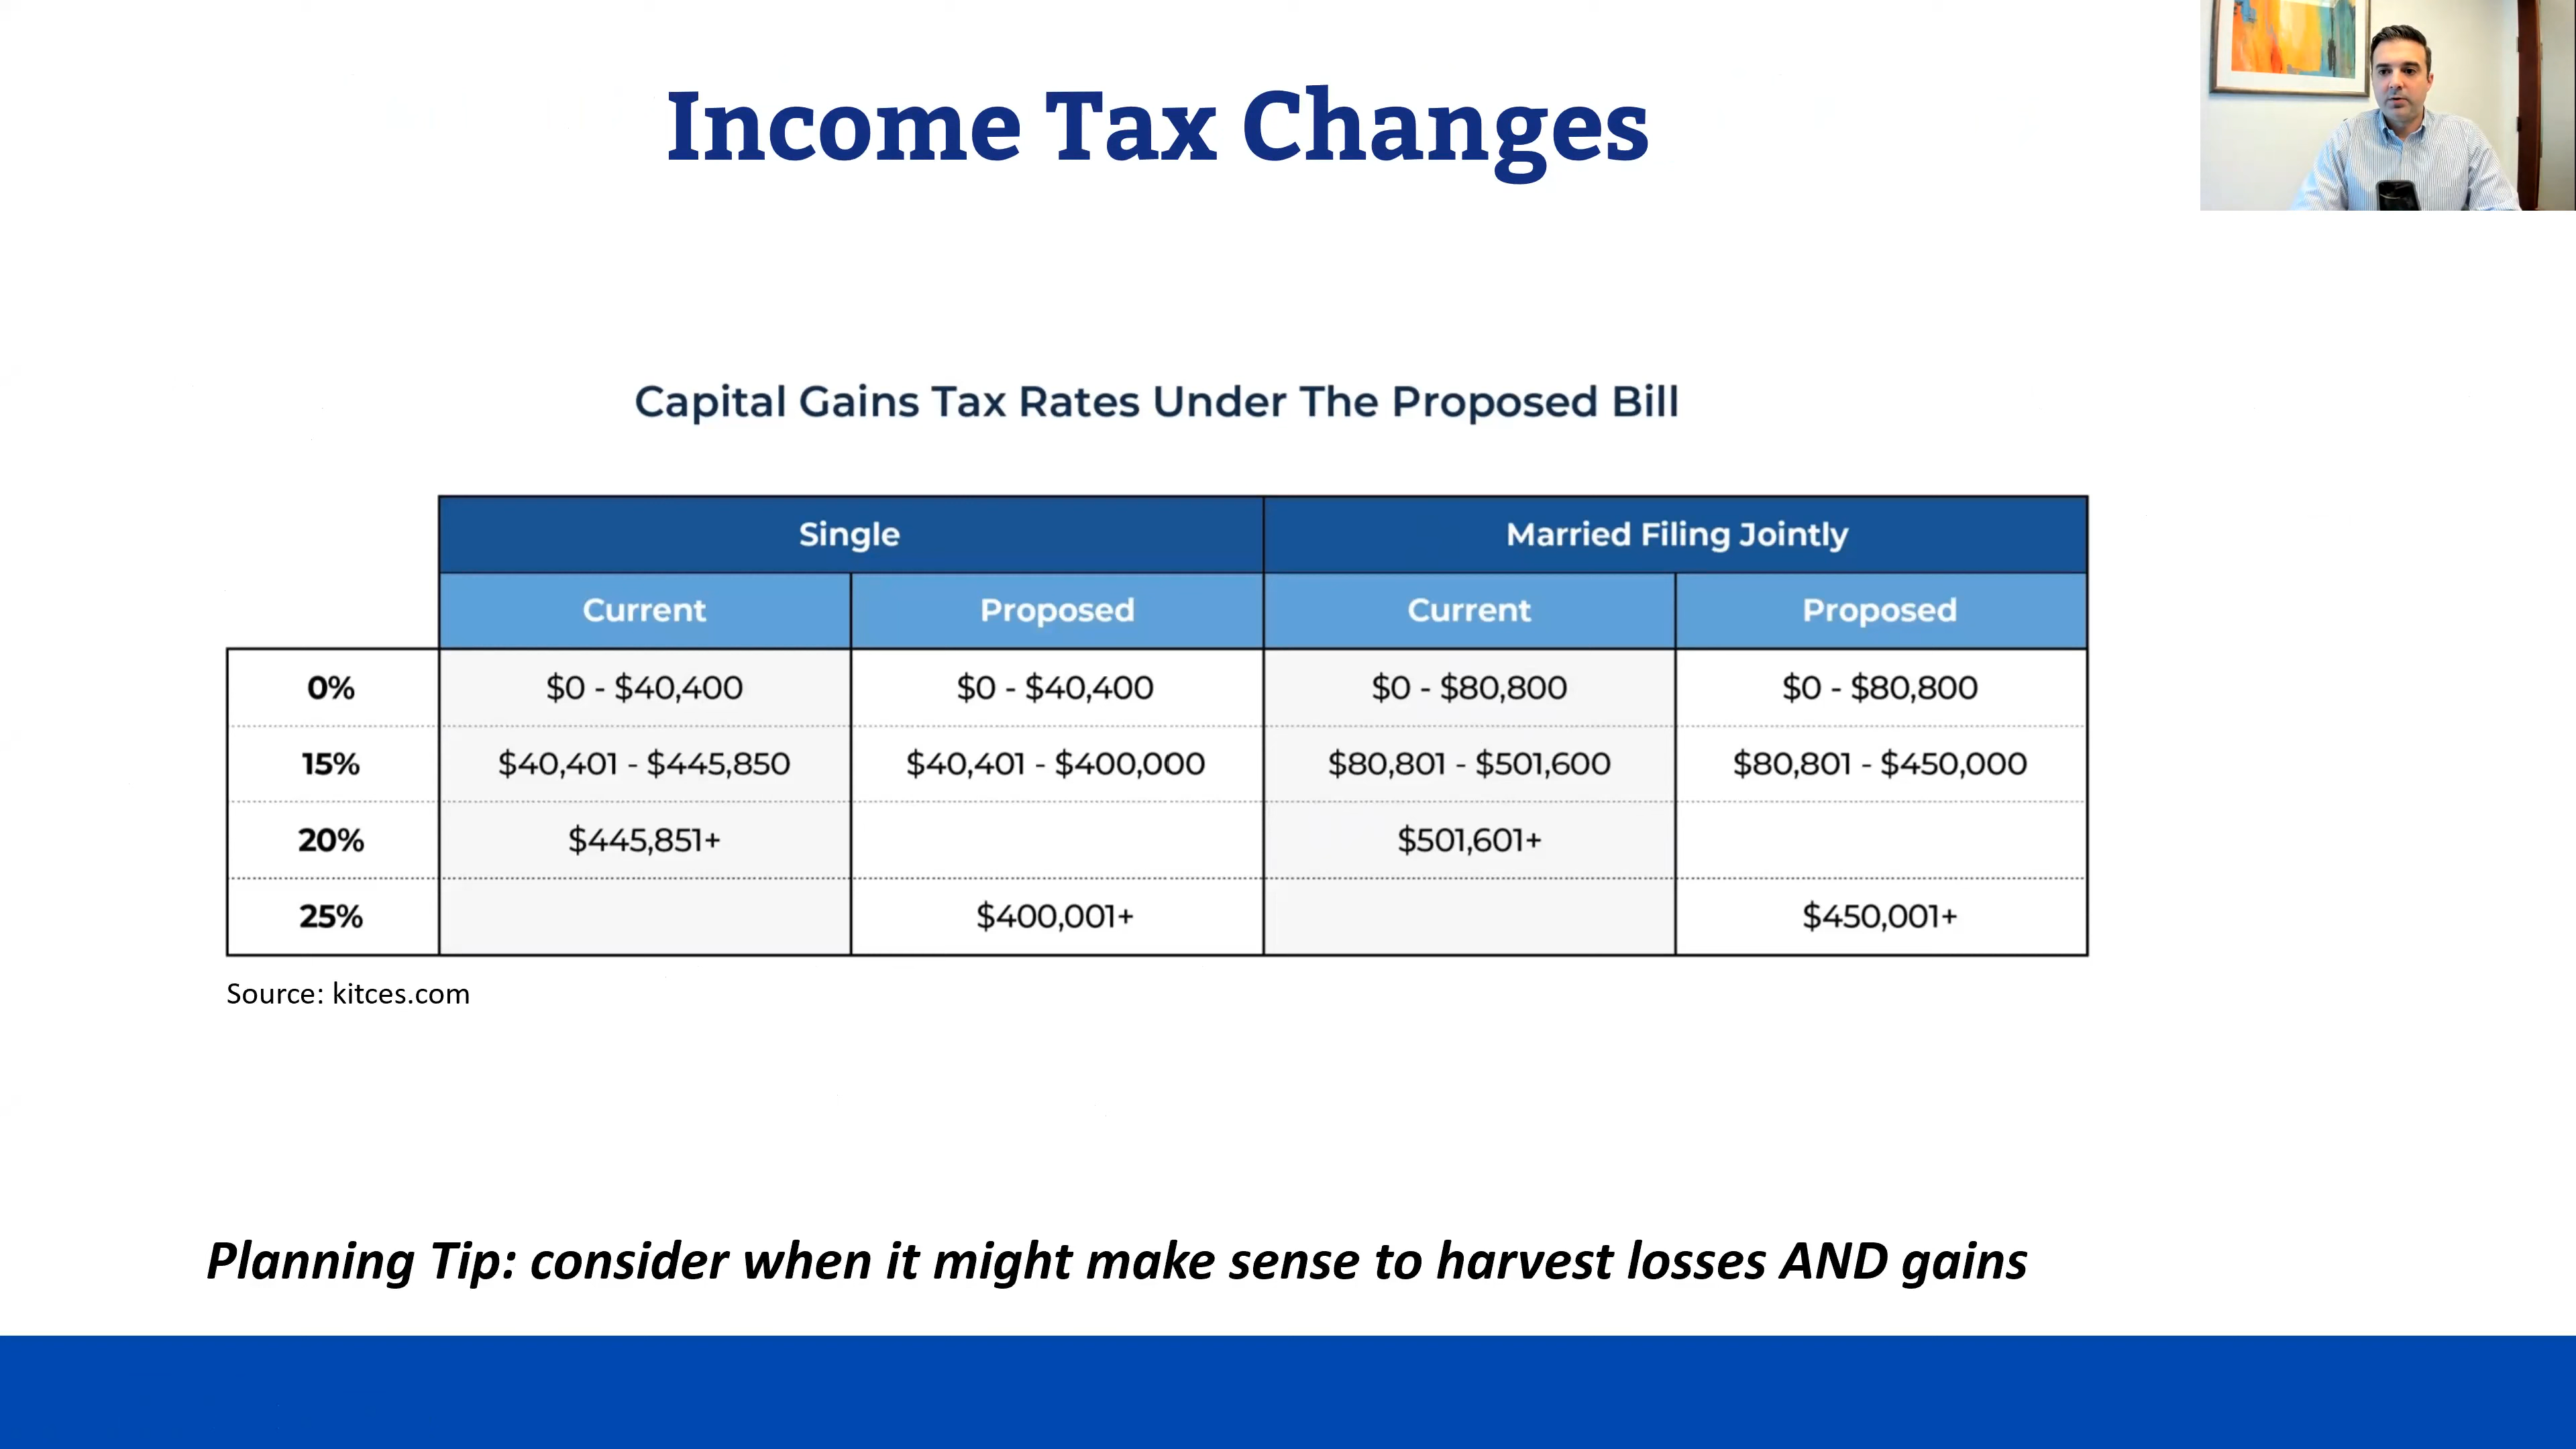 Income Tax Changes
Capital Gains Tax Rates Under The Proposed Bill
Single Married Filing Jointly
Current Proposed Current Proposed
0% $0 - $40,400 $0 - $40,400 $0 - $80,800 $0 - $80,800
15% $40,401 - $445,850 $40,401 - $400,000 $80,801 - $501,600 $80,801 - $450,000
20% $445,851+ $501,601+
25% $400,001+ $450,001+
Source: kitces.com
Planning Tip: consider when it might make sense to harvest losses AND gains